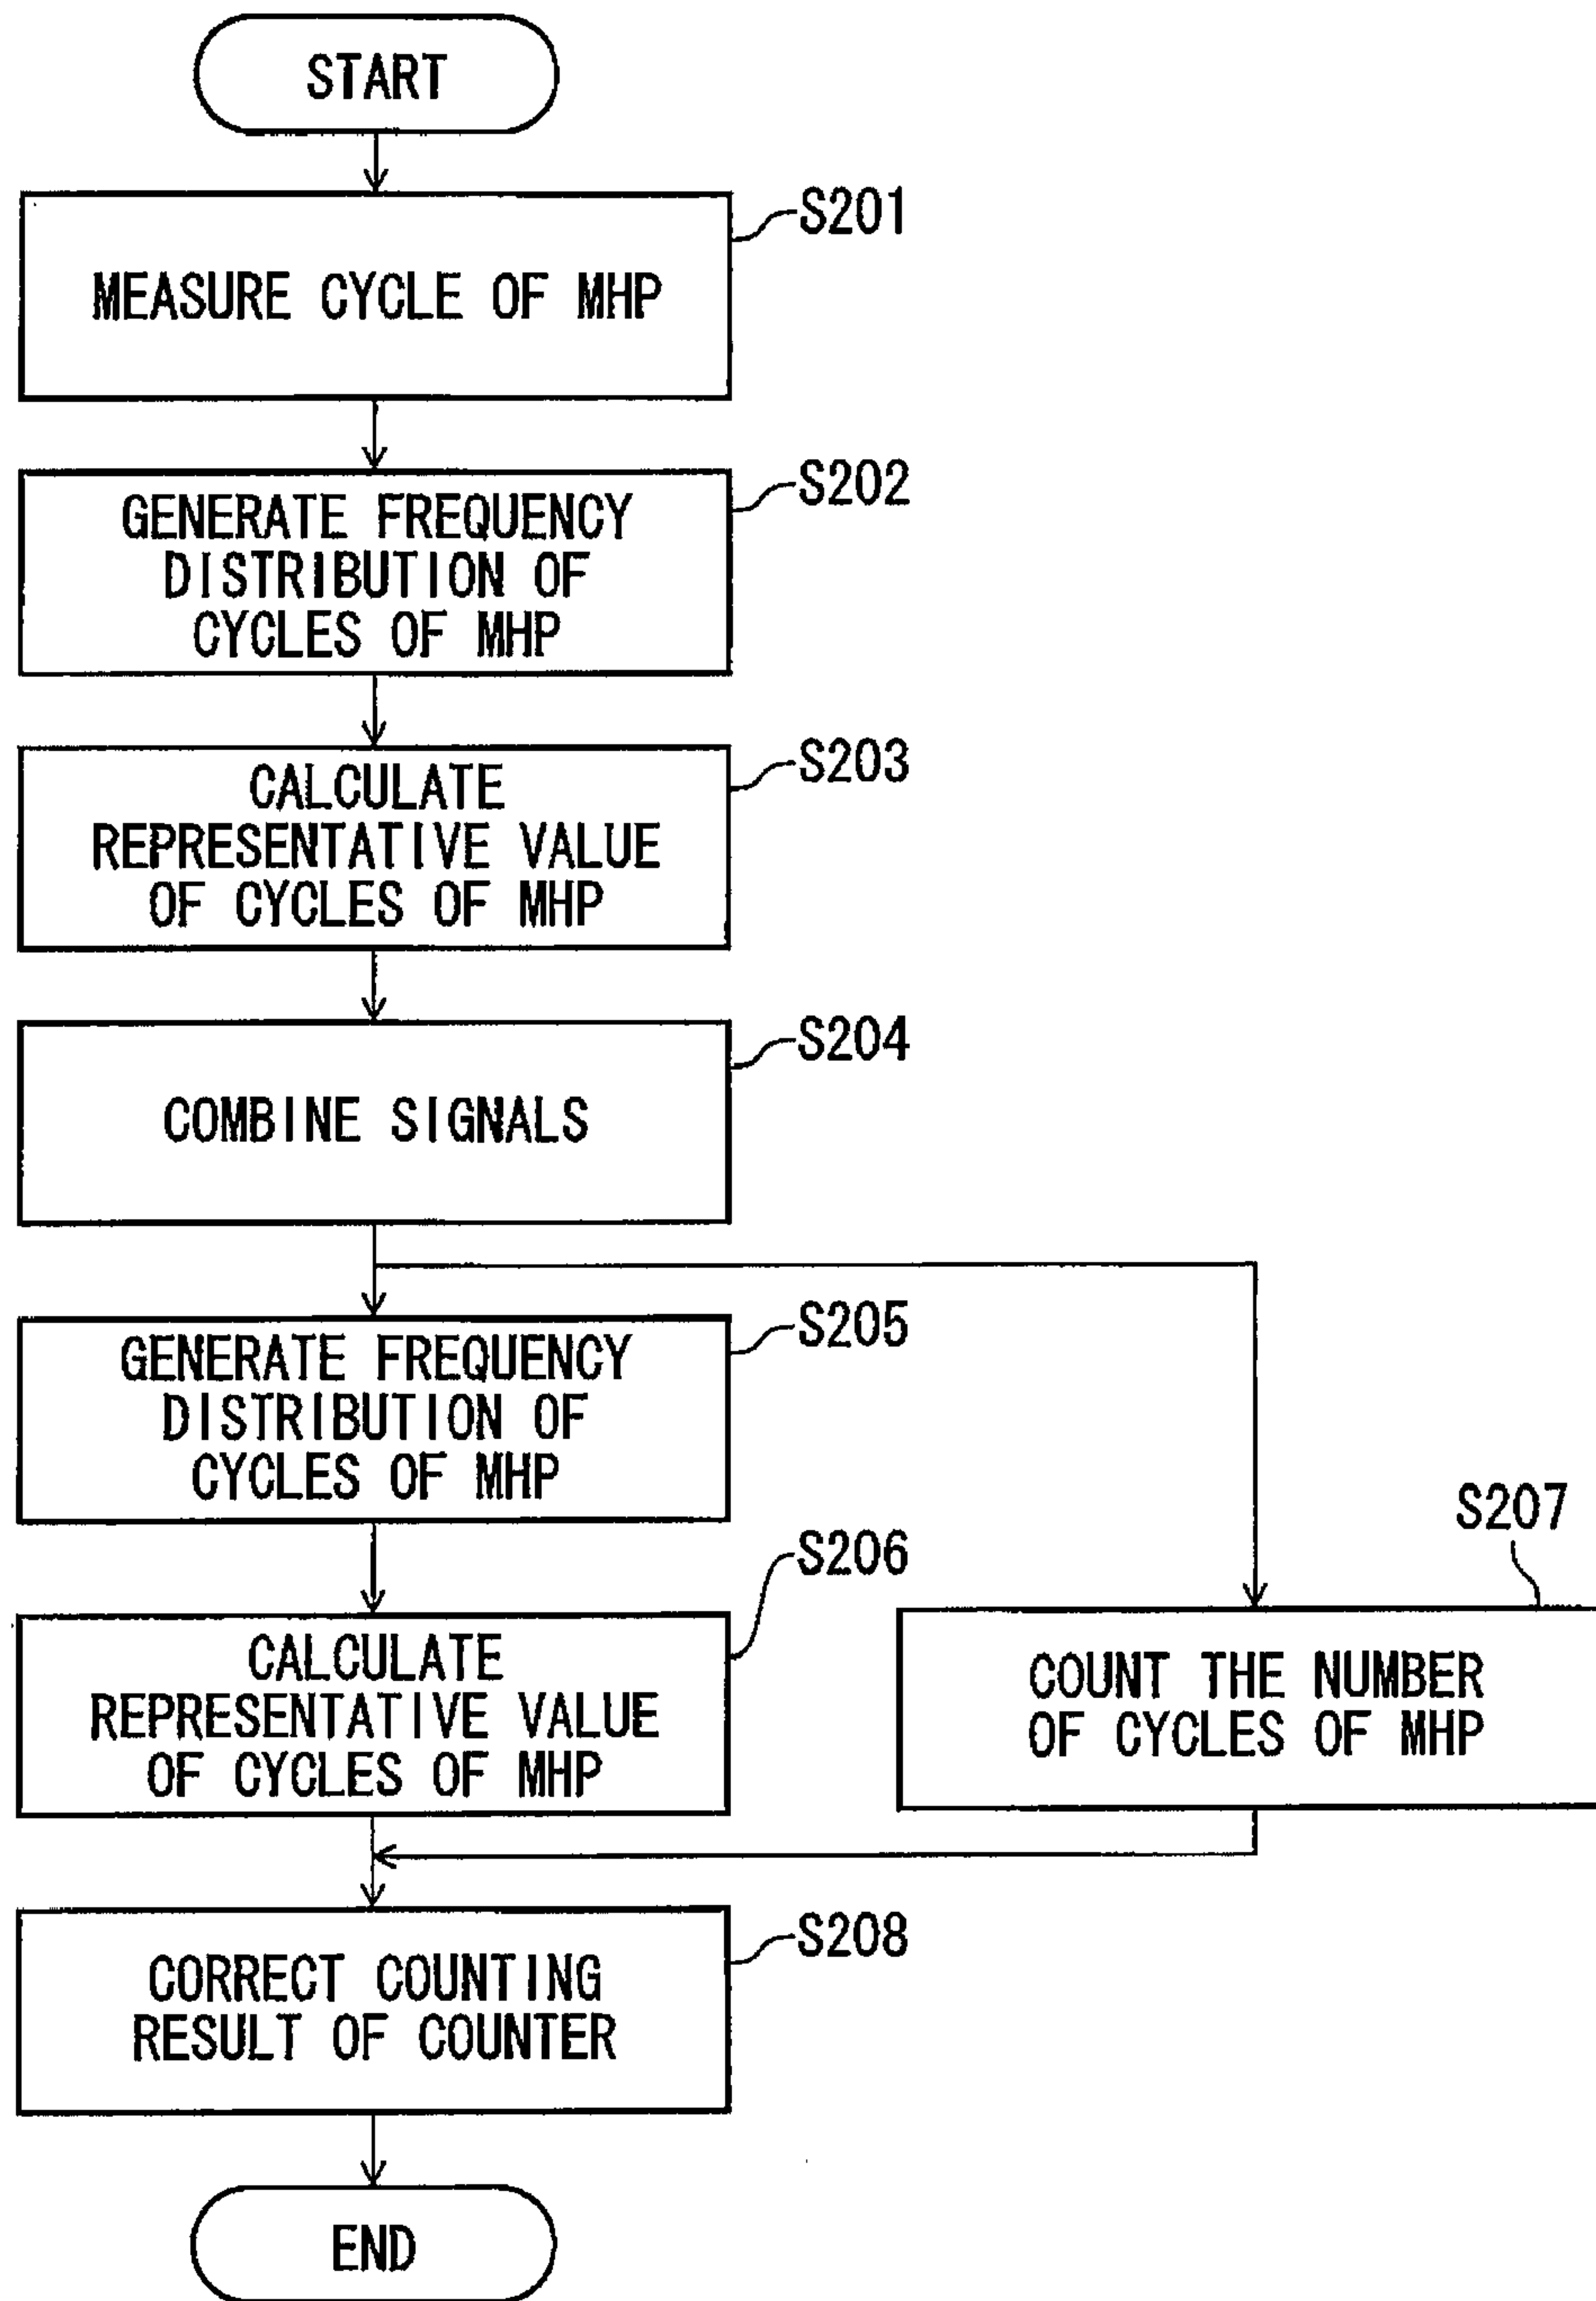 START
S201
MEASURE CYCLE OF MHP
S202
GENERATE FREQUENCY
DISTRIBUTION OF
CYCLES OF MHP
S203
CALCULATE
REPRESENTATIVE VALUE
OF CYCLES OF MHP
S204
COMBINE SIGNALS
S205
GENERATE FREQUENCY
DISTRIBUTION OF
CYCLES OF MHP
S206
CALCULATE
REPRESENTATIVE VALUE
OF CYCLES OF MHP
S207
COUNT THE NUMBER
OF CYCLES OF MHP
S208
CORRECT COUNTING
RESULT OF COUNTER
END